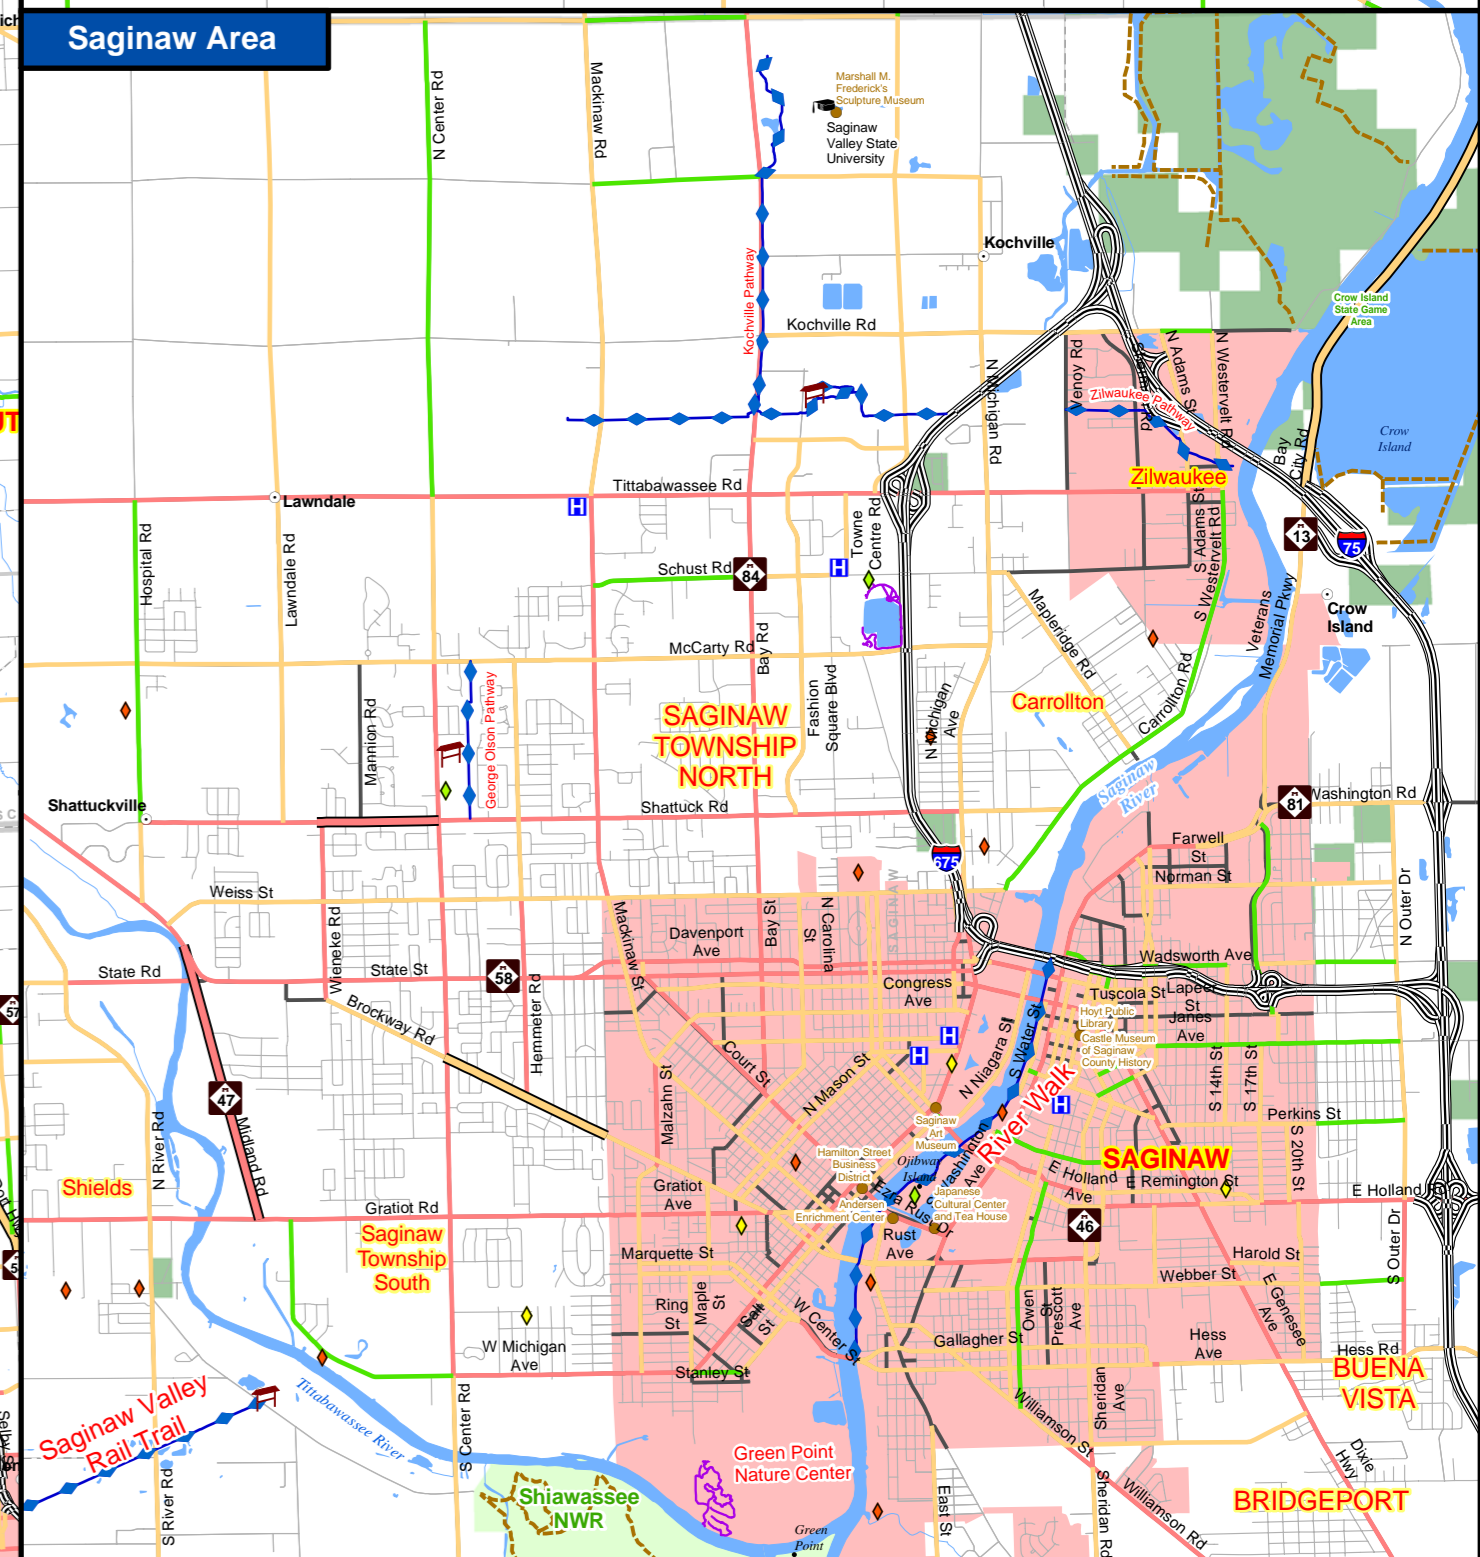 Saginaw Area
N Center Rd
Mackinaw Rd
Marshall M.
Frederick's
Sculpture Museum
Saginaw
Valley State
University
Kochville
Kochville Pathway
Kochville Rd
Crow Island
State Game
Area
N Michigan Rd
Venoy Rd
N Adams St
N Westervelt Rd
Zilwaukee Pathway
Bay
City Rd
Crow
Island
Zilwaukee
Tittabawassee Rd
Lawndale
Hospital Rd
Lawndale Rd
Towne
Centre Rd
S Adams St
S Westervelt Rd
M
13
75
Schust Rd
M
84
Mapleridge Rd
Veterans
Memorial Pkwy
Crow
Island
McCarty Rd
Bay Rd
Fashion
Square Blvd
N Michigan
Ave
Carrollton
Carrollton Rd
Mannion Rd
George Olson Pathway
SAGINAW
TOWNSHIP
NORTH
Saginaw
River
Shattuckville
Shattuck Rd
M
81
Washington Rd
Farwell
St
Norman St
675
SAGINAW
Weiss St
Wieneke Rd
Mackinaw St
Davenport
Ave
Bay St
N Carolina
St
N Outer Dr
State Rd
State St
M
58
Hemmeter Rd
Brockway Rd
Congress
Ave
Wadsworth Ave
Tuscola St
Lapeer
St
Janes
Ave
57
Hoyt Public
Library
Castle Museum
of Saginaw
County History
Court St
N Mason St
N Niagara St
S Water St
River Walk
S 14th St
S 17th St
Perkins St
M
47
Midland Rd
N River Rd
Malzahn St
Saginaw
Art
Museum
Hamilton Street
Business
District
Ojibway
Island
Washington
Ave
SAGINAW
E Holland
Ave
E Remington St
S 20th St
E Holland Rd
Shields
Gratiot
Ave
Gratiot Rd
Andersen
Enrichment Center
Ezra Rust Dr
Japanese
Cultural Center
and Tea House
Rust
Ave
M
46
Saginaw
Township
South
Marquette St
Harold St
Webber St
S Outer Dr
Ring
St
Maple
St
Salt
St
W Center St
Owen
St
Prescott
Ave
E Genesee
Ave
W Michigan
Ave
Gallagher St
Hess
Ave
Hess Rd
Stanley St
BUENA
VISTA
Saginaw Valley
Rail Trail
Tittabawassee River
S Center Rd
Sheridan
Ave
Williamson St
S River Rd
Green Point
Nature Center
Shiawassee
NWR
Green
Point
East St
Sheridan Rd
Williamson Rd
Dixie
Hwy
BRIDGEPORT